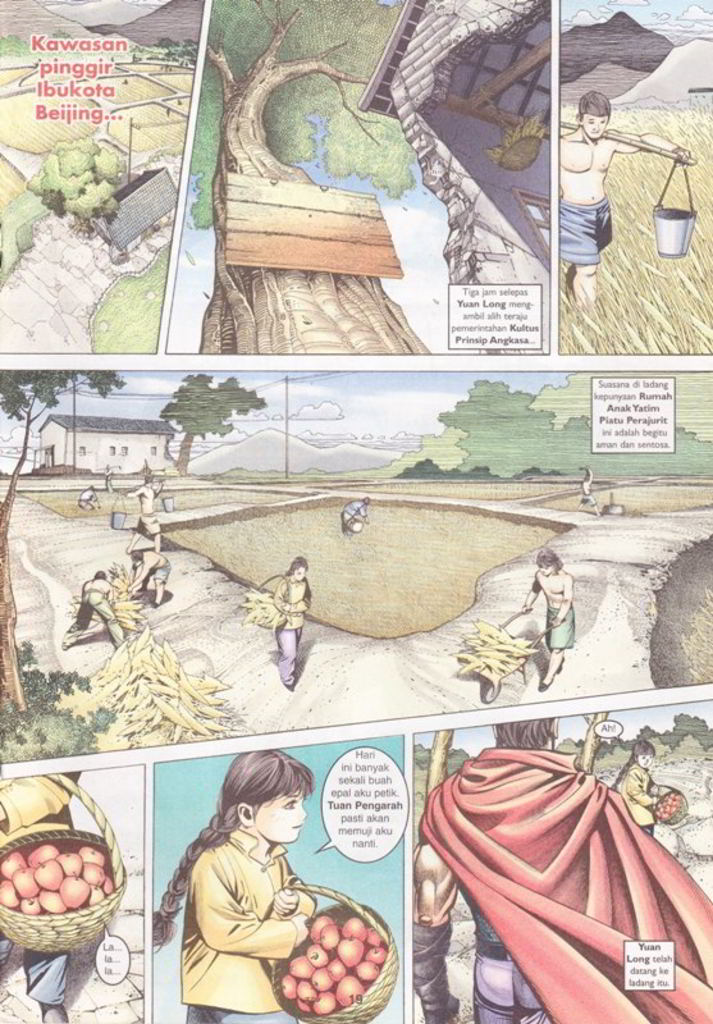 Kawasan
pinggir
Ibukota
Beijing...
Tiga jam selepas
Yuan Long meng-
ambil alih teraju
pemerintahan Kultus
Prinsip Angkasa...
Suasana di ladang
kepunyaan Rumah
Anak Yatim
Piatu Perajurit
ini adalah begitu
aman dan sentosa.
La...
la...
la...
Hari
ini banyak
sekali buah
epal aku petik.
Tuan Pengarah
pasti akan
memuji aku
nanti.
Ah!
Yuan
Long telah
datang ke
ladang itu.
19